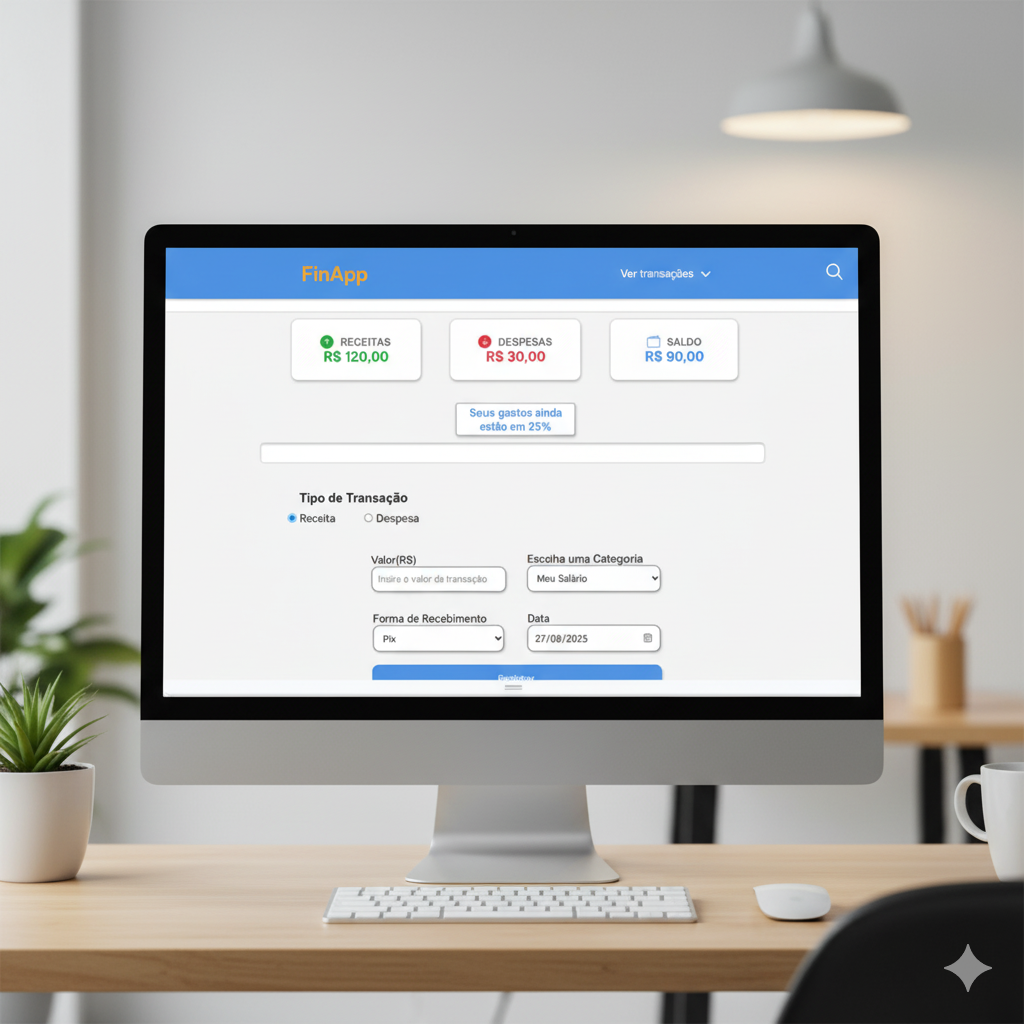 FinApp
Ver transações
RECEITAS
R$ 120,00
DESPESAS
R$ 30,00
SALDO
R$ 90,00
Seus gastos ainda
estão em 25%
Tipo de Transação
Receita Despesa
Valor(R$) Escolha uma Categoria
Insire o valor da transação Meu Salário
Forma de Recebimento Data
Pix 27/08/2025
Registrar